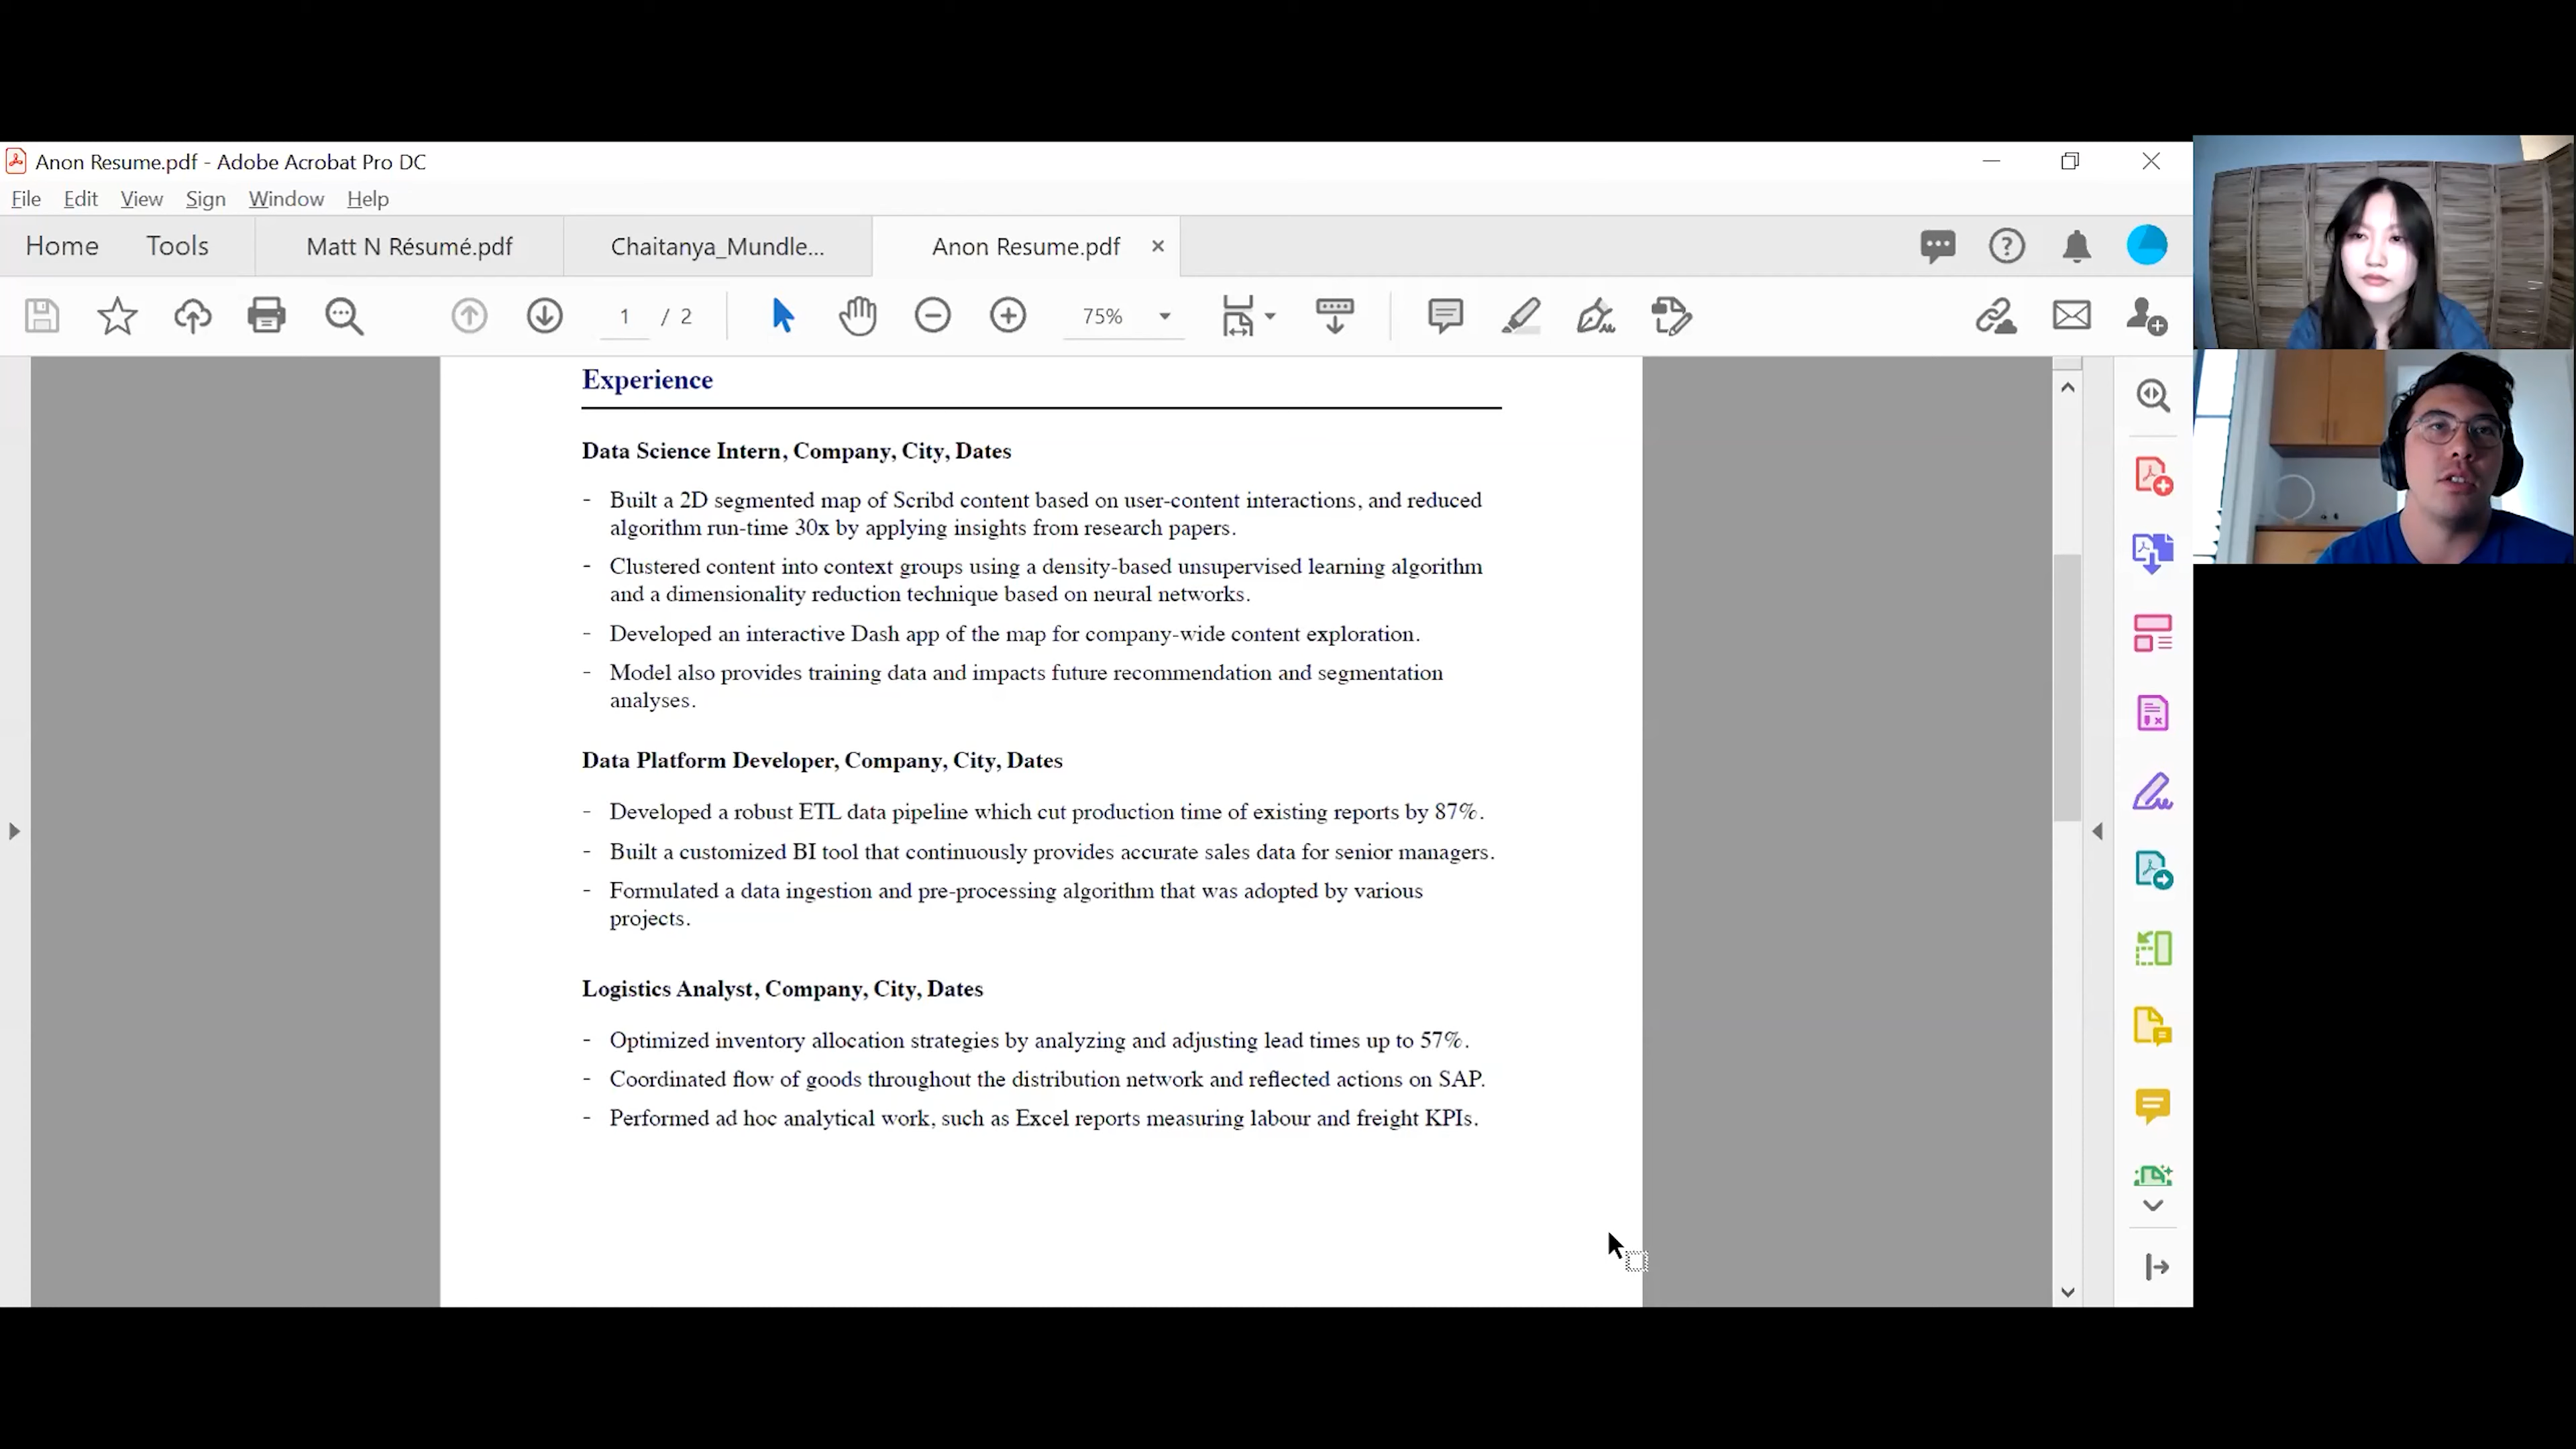 Anon Resume.pdf - Adobe Acrobat Pro DC
File Edit View Sign Window Help
Home Tools Matt N Résumé.pdf Chaitanya_Mundle... Anon Resume.pdf
1 / 2 75%
Experience
Data Science Intern, Company, City, Dates
- Built a 2D segmented map of Scribd content based on user-content interactions, and reduced
algorithm run-time 30x by applying insights from research papers.
- Clustered content into context groups using a density-based unsupervised learning algorithm
and a dimensionality reduction technique based on neural networks.
- Developed an interactive Dash app of the map for company-wide content exploration.
- Model also provides training data and impacts future recommendation and segmentation
analyses.
Data Platform Developer, Company, City, Dates
- Developed a robust ETL data pipeline which cut production time of existing reports by 87%.
- Built a customized BI tool that continuously provides accurate sales data for senior managers.
- Formulated a data ingestion and pre-processing algorithm that was adopted by various
projects.
Logistics Analyst, Company, City, Dates
- Optimized inventory allocation strategies by analyzing and adjusting lead times up to 57%.
- Coordinated flow of goods throughout the distribution network and reflected actions on SAP.
- Performed ad hoc analytical work, such as Excel reports measuring labour and freight KPIs.